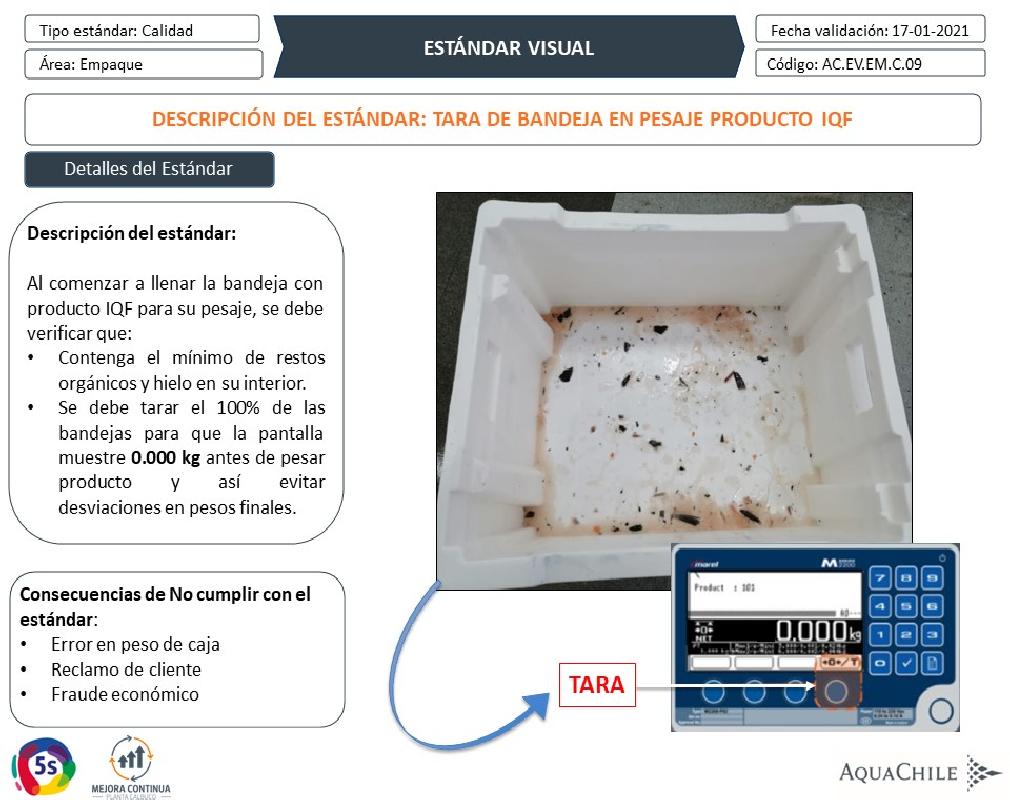 Tipo estándar: Calidad
Área: Empaque
ESTÁNDAR VISUAL
Fecha validación: 17-01-2021
Código: AC.EV.EM.C.09
DESCRIPCIÓN DEL ESTÁNDAR: TARA DE BANDEJA EN PESAJE PRODUCTO IQF
Detalles del Estándar
Descripción del estándar:
Al comenzar a llenar la bandeja con
producto IQF para su pesaje, se debe
verificar que:
• Contenga el mínimo de restos
orgánicos y hielo en su interior.
• Se debe tarar el 100% de las
bandejas para que la pantalla
muestre 0.000 kg antes de pesar
producto y así evitar
desviaciones en pesos finales.
Consecuencias de No cumplir con el
estándar:
• Error en peso de caja
• Reclamo de cliente
• Fraude económico
marel
M
2200
Product : 101
NET
0.000 kg
→0←/T
7 8 9
4 5 6
1 2 3
0
TARA
5s
MEJORA CONTINUA
PLANTA CALBUCO
AQUACHILE